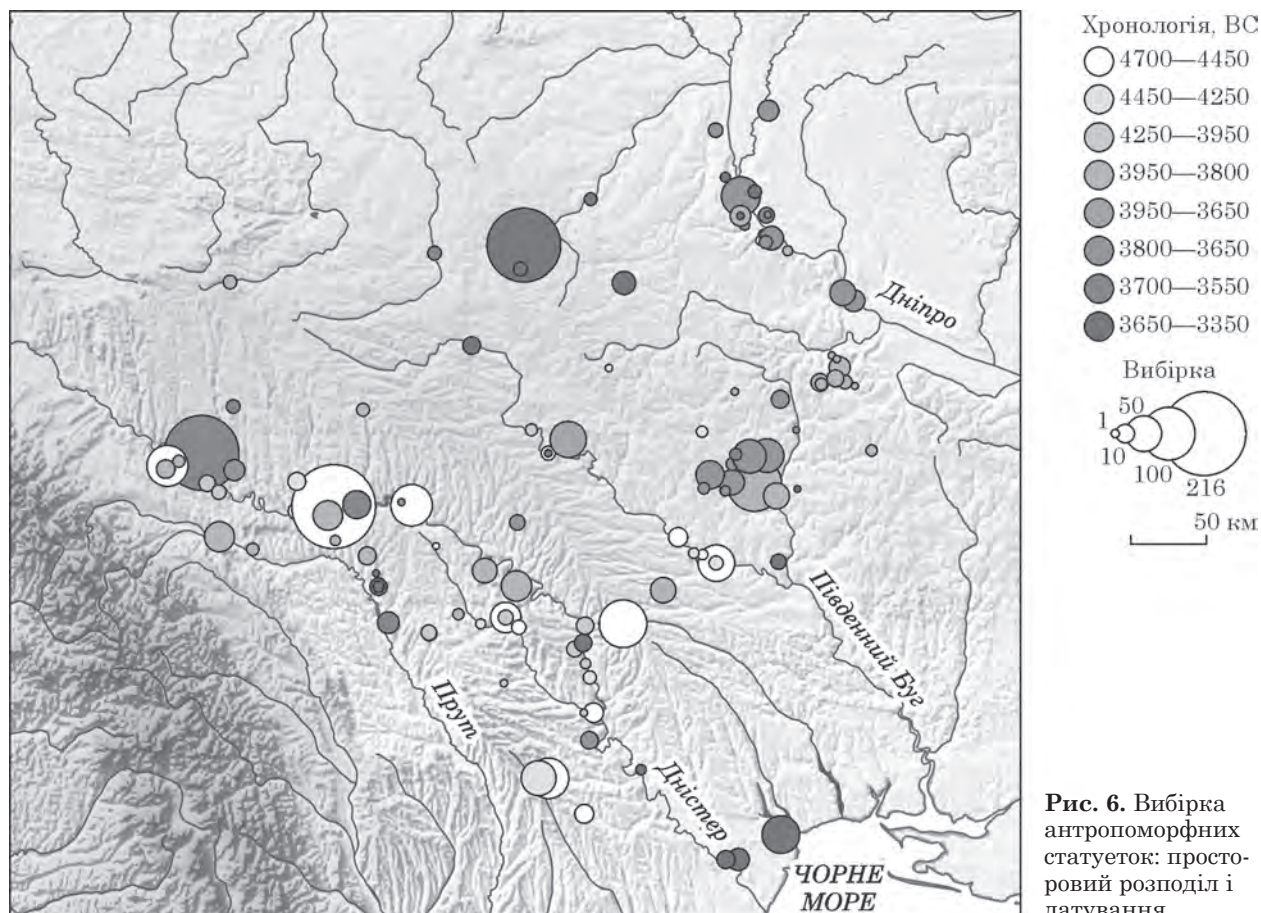 Хронологія, BC
4700—4450
4450—4250
4250—3950
3950—3800
3950—3650
3800—3650
3700—3550
3650—3350
Вибірка
1
50
10
100
216
50 км
Дніпро
Південний Буг
Прут
Дністер
ЧОРНЕ
МОРЕ
Рис. 6. Вибірка
антропоморфних
статуеток: просто-
ровий розподіл і
датування